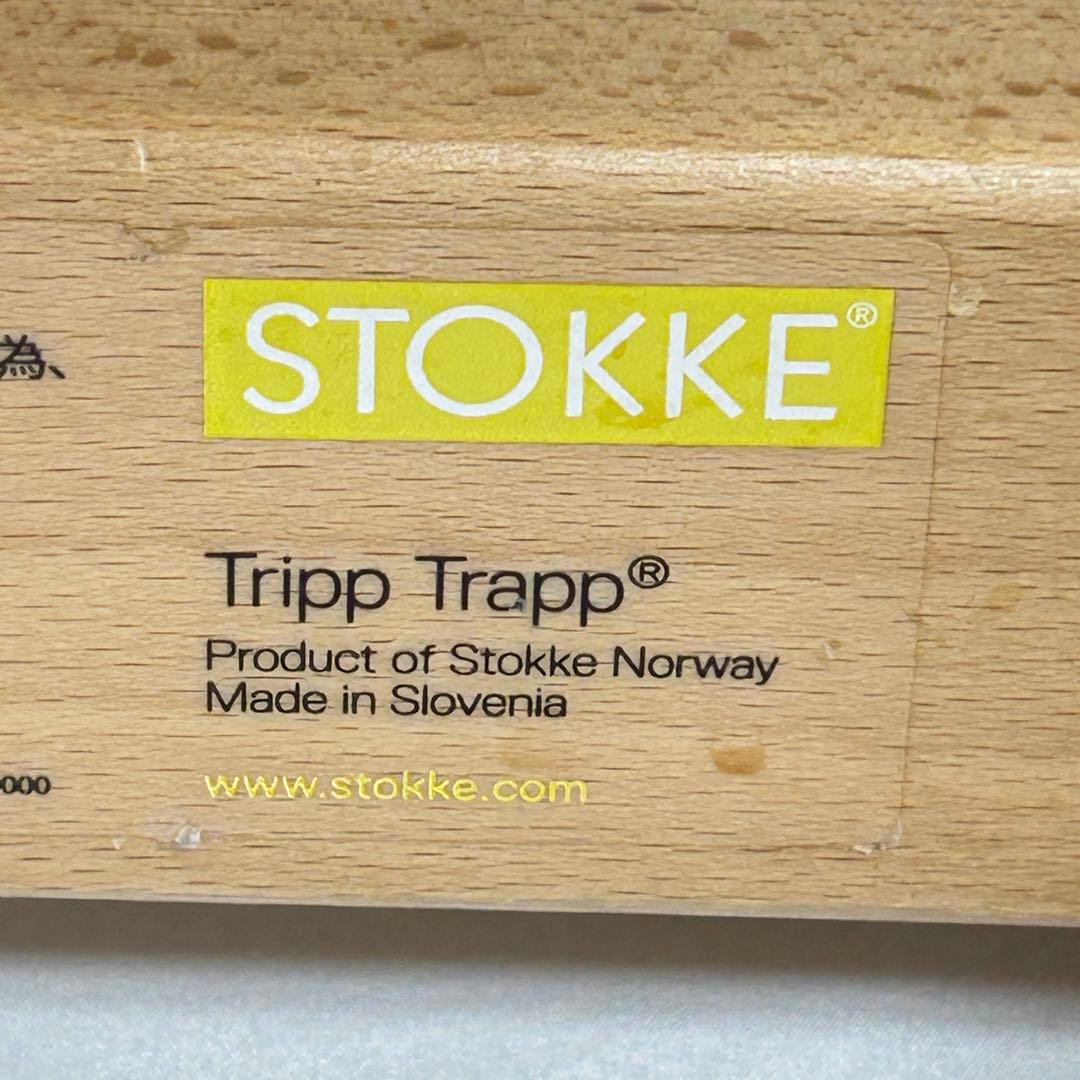 為、
STOKKE®
Tripp Trapp®
Product of Stokke Norway
Made in Slovenia
000
www.stokke.com